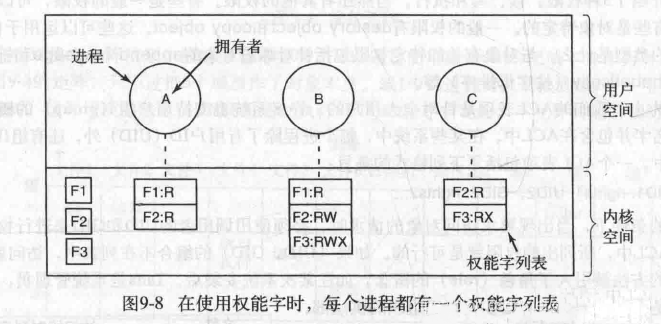 进程
拥有者
A
B
C
用户
空间
F1
F2
F3
F1:R
F2:R
F1:R
F2:RW
F3:RWX
F2:R
F3:RX
内核
空间
权能字列表
图9-8 在使用权能字时，每个进程都有一个权能字列表